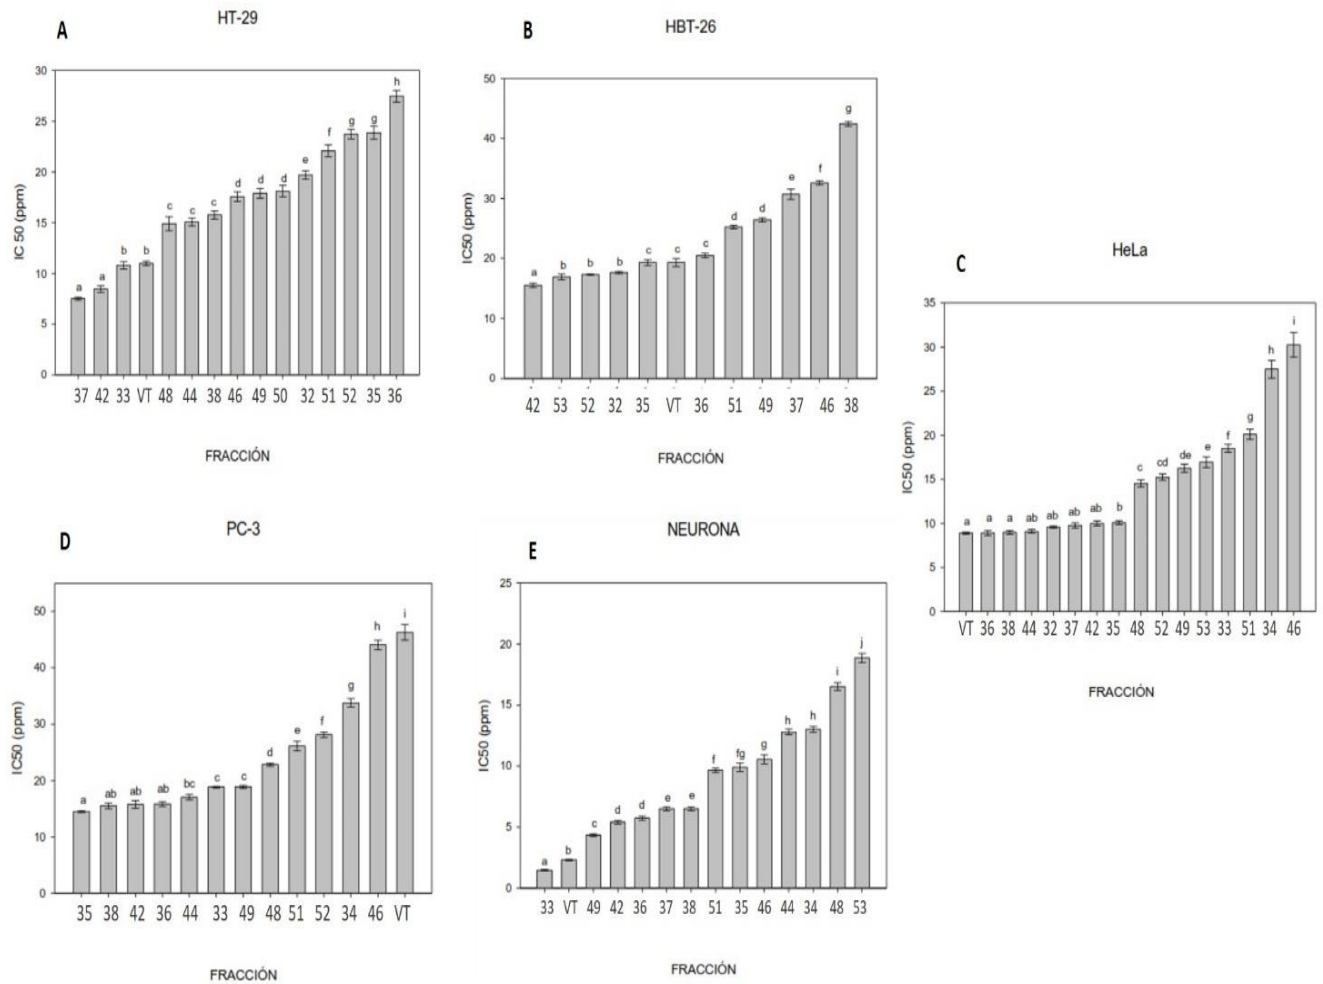 A
HT-29
IC 50 (ppm)
30
25
20
15
10
5
0
a a b b c c c d d d e f g g h
37 42 33 VT 48 44 38 46 49 50 32 51 52 35 36
FRACCIÓN
B
HBT-26
IC50 (ppm)
50
40
30
20
10
0
a b b b c c c d d e f g
42 53 52 32 35 VT 36 51 49 37 46 38
FRACCIÓN
C
HeLa
IC50 (ppm)
35
30
25
20
15
10
5
0
a a a ab ab ab ab b c cd de e f g h i
VT 36 38 44 32 37 42 35 48 52 49 53 33 51 34 46
FRACCIÓN
D
PC-3
IC50 (ppm)
50
40
30
20
10
0
a ab ab ab bc c c d e f g h i
35 38 42 36 44 33 49 48 51 52 34 46 VT
FRACCIÓN
E
NEURONA
IC50 (ppm)
25
20
15
10
5
0
a b c d d e e f fg g h h i j
33 VT 49 42 36 37 38 51 35 46 44 34 48 53
FRACCIÓN